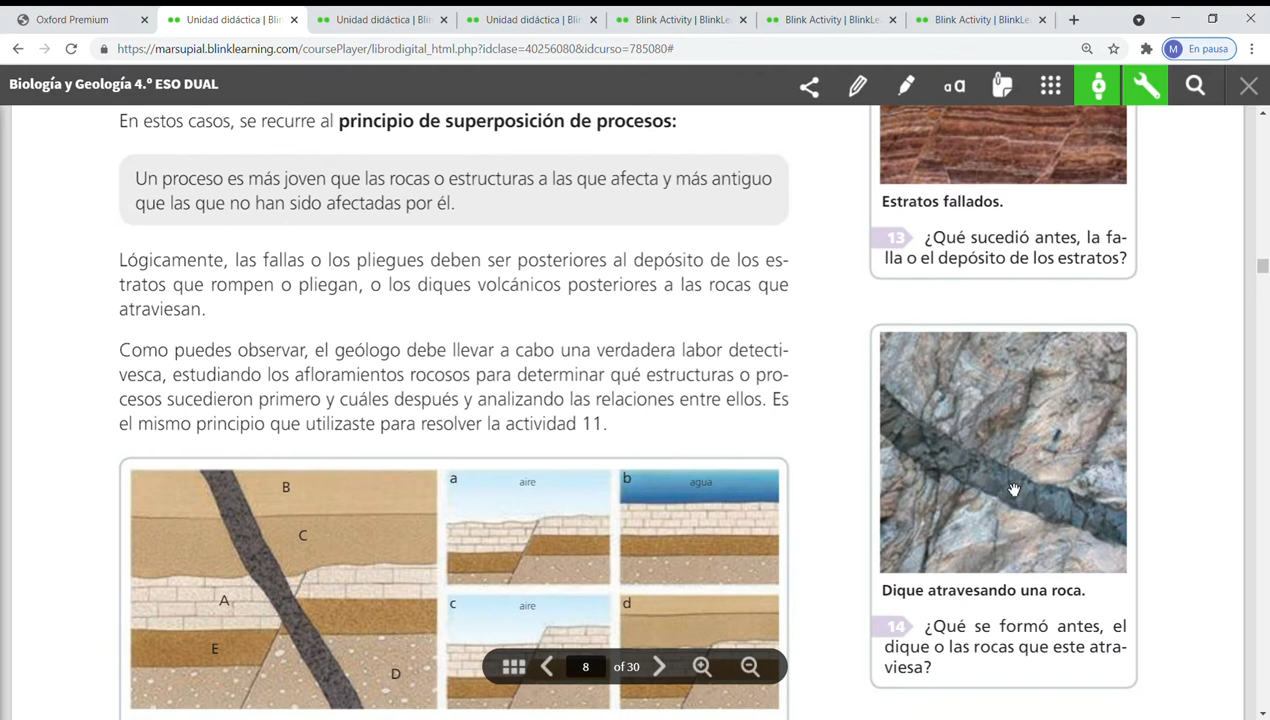 Oxford Premium
Unidad didáctica | Blin
Unidad didáctica | Bli
Unidad didáctica | Blin
Blink Activity | BlinkLe
Blink Activity | BlinkLe
Blink Activity | BlinkLe
https://marsupial.blinklearning.com/coursePlayer/librodigital_html.php?idclase=40256080&idcurso=785080#
M En pausa
Biología y Geología 4.º ESO DUAL
aA
En estos casos, se recurre al principio de superposición de procesos:
Un proceso es más joven que las rocas o estructuras a las que afecta y más antiguo
que las que no han sido afectadas por él.
Lógicamente, las fallas o los pliegues deben ser posteriores al depósito de los es-
tratos que rompen o pliegan, o los diques volcánicos posteriores a las rocas que
atraviesan.
Como puedes observar, el geólogo debe llevar a cabo una verdadera labor detecti-
vesca, estudiando los afloramientos rocosos para determinar qué estructuras o pro-
cesos sucedieron primero y cuáles después y analizando las relaciones entre ellos. Es
el mismo principio que utilizaste para resolver la actividad 11.
B
C
A
E
D
a
aire
b
agua
c
aire
d
8 of 30
Estratos fallados.
13 ¿Qué sucedió antes, la fa-
lla o el depósito de los estratos?
Dique atravesando una roca.
14 ¿Qué se formó antes, el
dique o las rocas que este atra-
viesa?